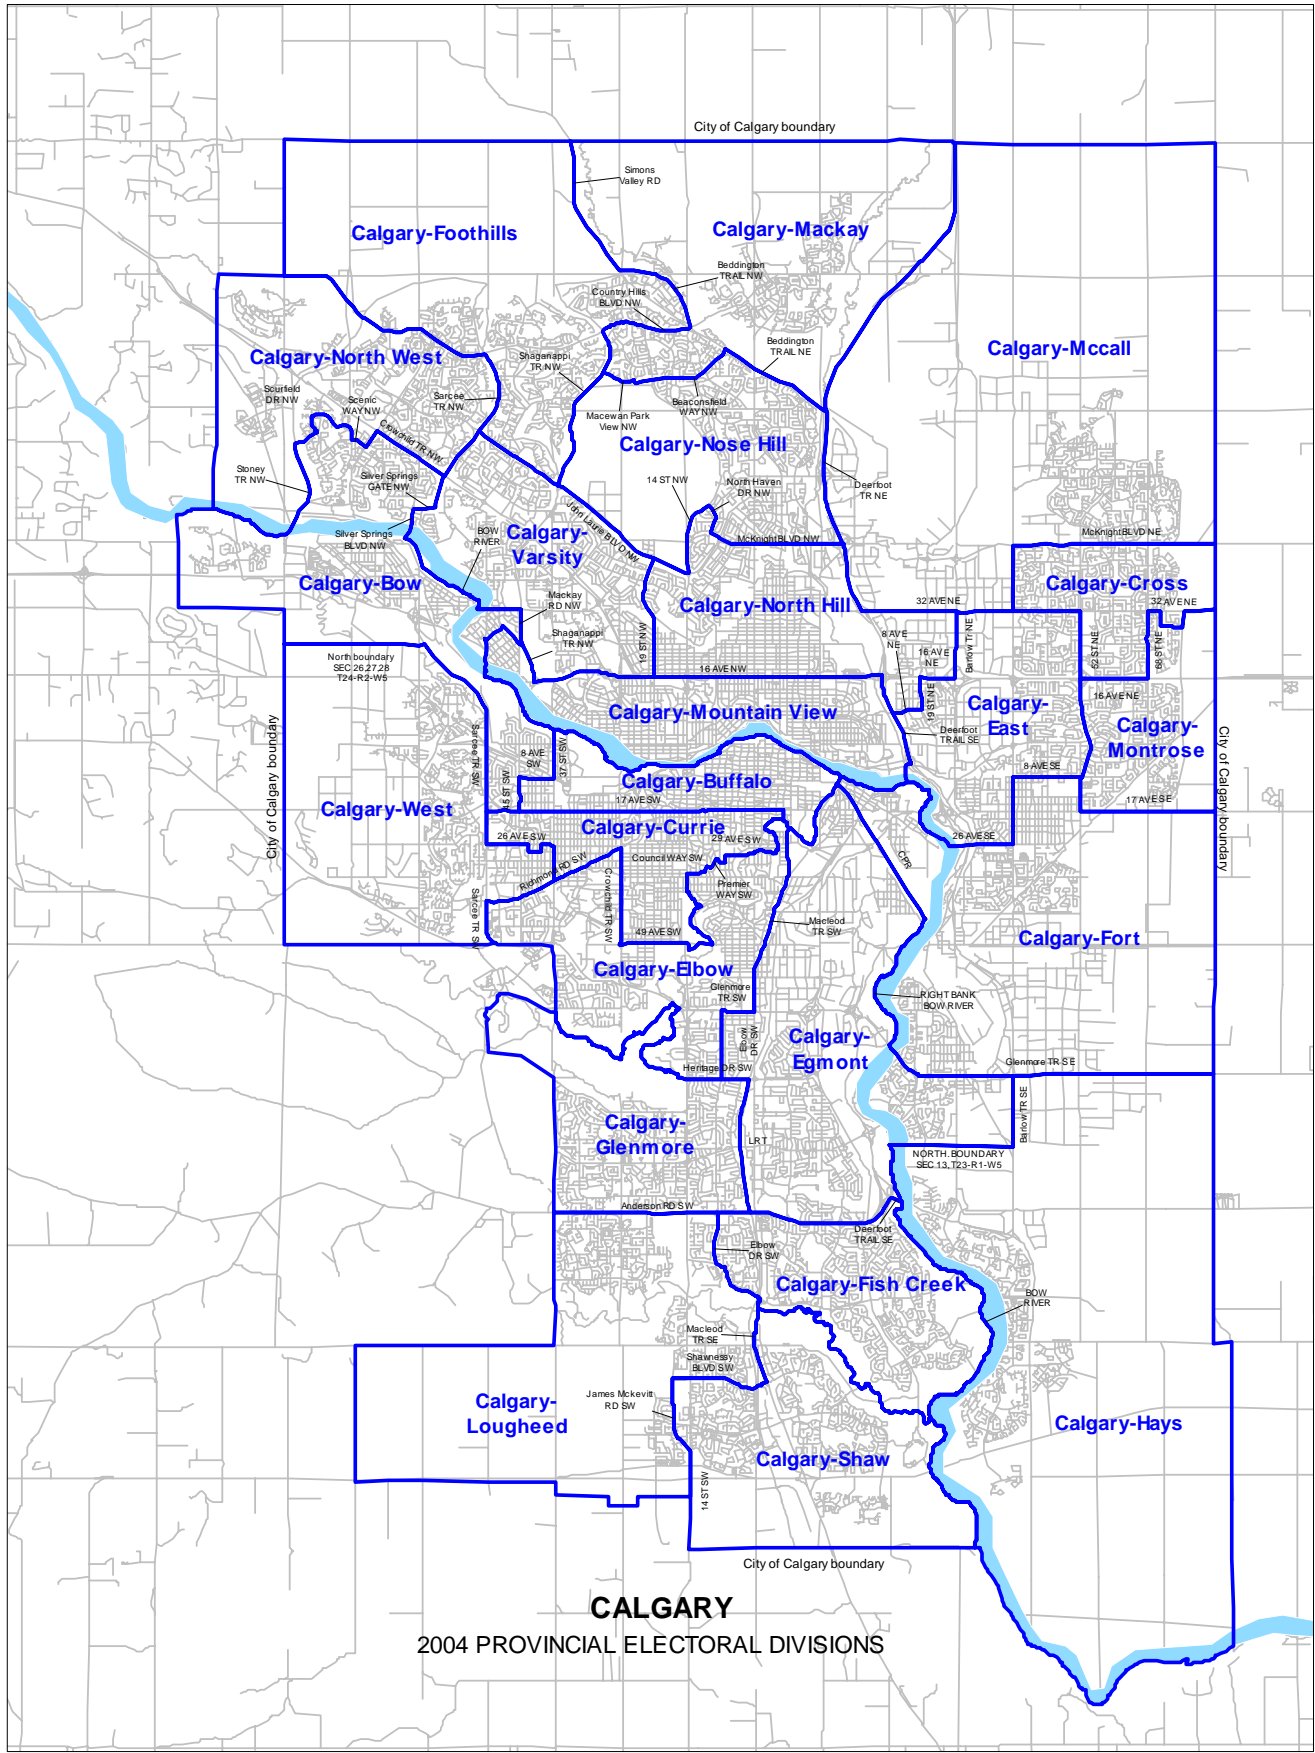 City of Calgary boundary
Simons
Valley RD
Calgary-Foothills
Calgary-Mackay
Beddington
TRAIL NW
Country Hills
BLVD NW
Calgary-North West
Shaganappi
TR NW
Beddington
TRAIL NE
Calgary-Mccall
Scurfield
DR NW
Scenic
WAY NW
Sarcee
TR NW
Macewan Park
View NW
Beaconsfield
WAY NW
Crowchild TR NW
Calgary-Nose Hill
Stoney
TR NW
Silver Springs
GATE NW
14 ST NW
North Haven
DR NW
Deerfoot
TR NE
Silver Springs
BLVD NW
BOW
RIVER
Calgary-
Varsity
John Laurie BLVD NW
McKnight BLVD NW
McKnight BLVD NE
Calgary-Bow
Calgary-Cross
Mackay
RD NW
Calgary-North Hill
32 AVE NE
32 AVE NE
Shaganappi
TR NW
19 ST NW
8 AVE
NE
16 AVE
NE
Barlow Tr NE
52 ST NE
68 ST NE
North boundary
SEC 26,27,28
T24-R2-W5
16 AVE NW
19 ST NE
16 AVE NE
Calgary-Mountain View
Calgary-
East
Calgary-
Montrose
City of Calgary boundary
Sarcee TR SW
8 AVE
SW
37 ST SW
Deerfoot
TRAIL SE
City of Calgary boundary
45 ST SW
Calgary-Buffalo
8 AVE SE
Calgary-West
17 AVE SW
17 AVE SE
26 AVE SW
Calgary-Currie
29 AVE SW
26 AVE SE
CPR
Richmond RD SW
Council WAY SW
Crowchild TR SW
Premier
WAY SW
Sarcee TR SW
49 AVE SW
Macleod
TR SW
Calgary-Fort
Calgary-Elbow
Glenmore
TR SW
RIGHT BANK
BOW RIVER
Elbow
DR SW
Calgary-
Egmont
Heritage DR SW
Glenmore TR SE
Barlow TR SE
Calgary-
Glenmore
LRT
NORTH. BOUNDARY
SEC 13, T23-R1-W5
Anderson RD SW
Deerfoot
TRAIL SE
Elbow
DR SW
Calgary-Fish Creek
BOW
RIVER
Macleod
TR SE
Shawnessy
BLVD SW
James Mckevitt
RD SW
Calgary-
Lougheed
Calgary-Hays
Calgary-Shaw
14 ST SW
City of Calgary boundary
CALGARY
2004 PROVINCIAL ELECTORAL DIVISIONS